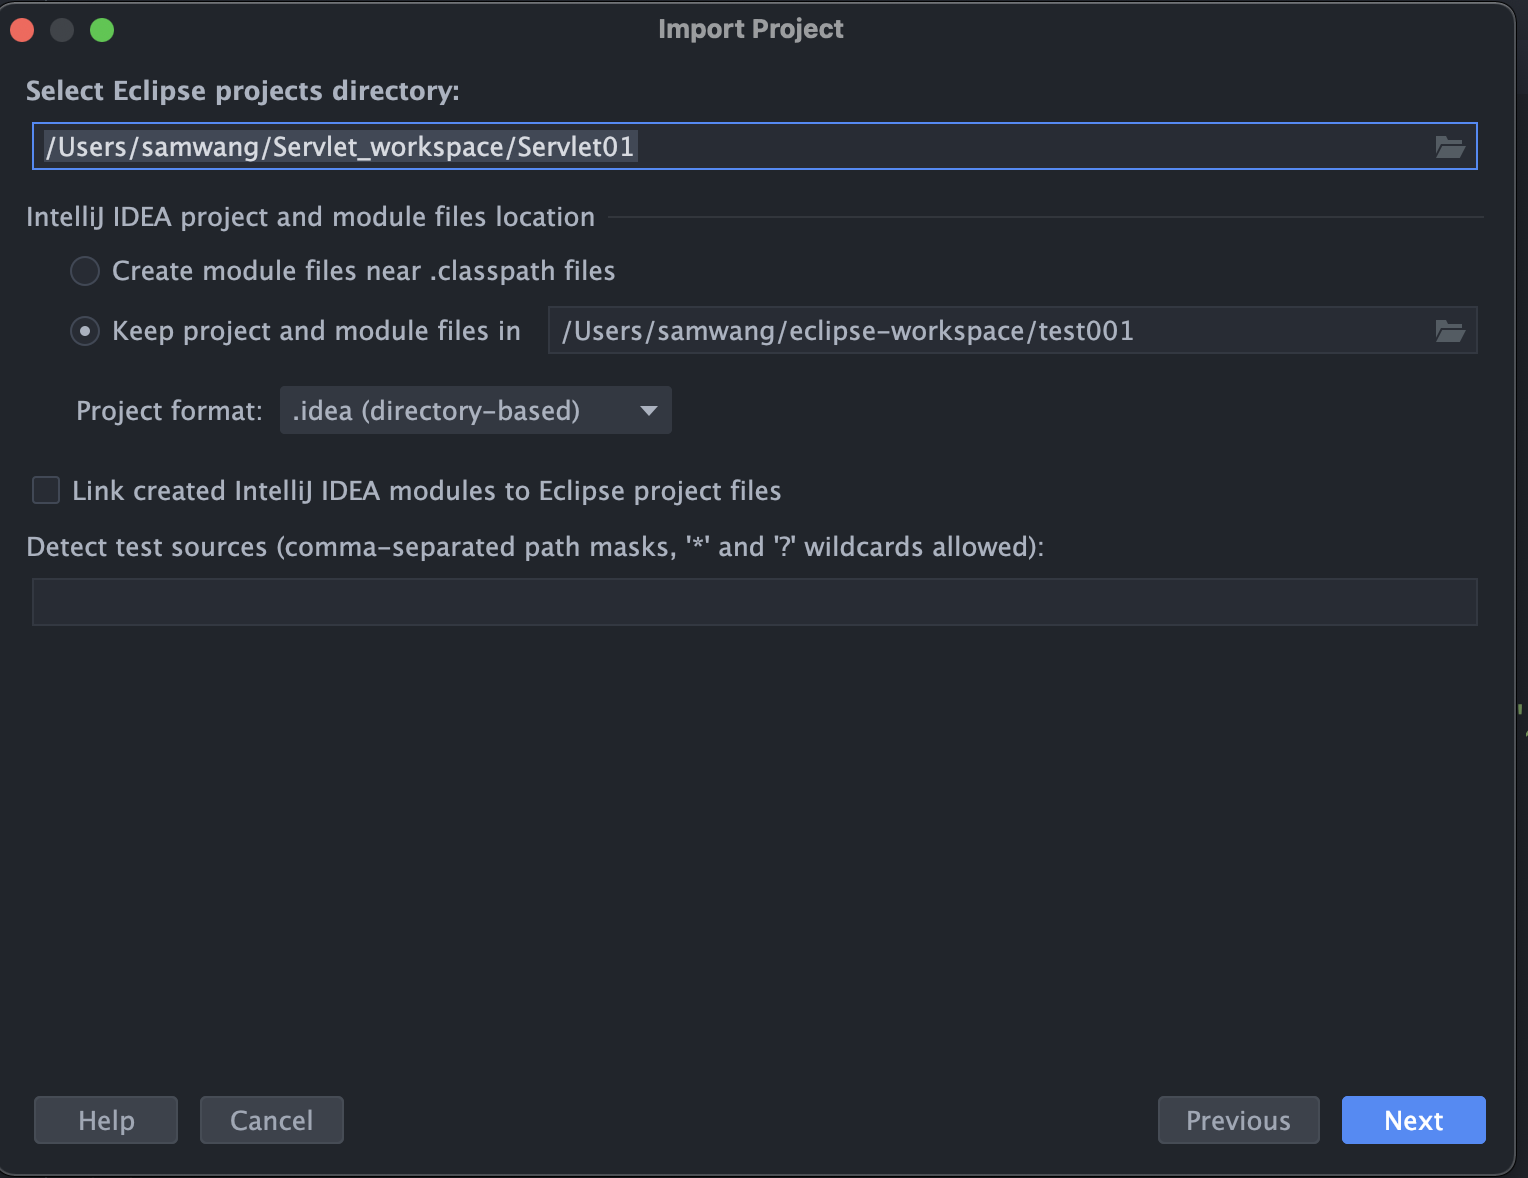 Import Project
Select Eclipse projects directory:
/Users/samwang/Servlet_workspace/Servlet01
IntelliJ IDEA project and module files location
Create module files near .classpath files
Keep project and module files in /Users/samwang/eclipse-workspace/test001
Project format: .idea (directory-based)
Link created IntelliJ IDEA modules to Eclipse project files
Detect test sources (comma-separated path masks, '*' and '?' wildcards allowed):
Help Cancel Previous Next